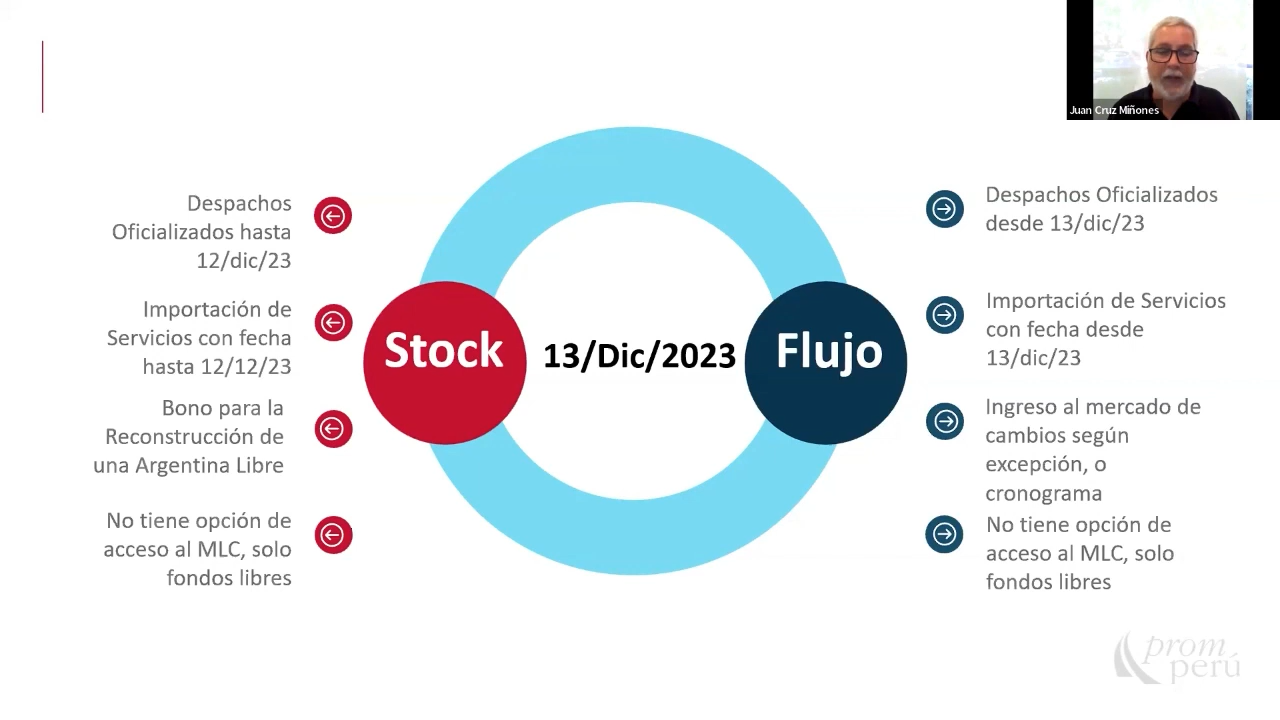 Juan Cruz Miñones
Despachos
Oficializados hasta
12/dic/23
Importación de
Servicios con fecha
hasta 12/12/23
Bono para la
Reconstrucción de
una Argentina Libre
No tiene opción de
acceso al MLC, solo
fondos libres
Stock
13/Dic/2023
Flujo
Despachos Oficializados
desde 13/dic/23
Importación de Servicios
con fecha desde
13/dic/23
Ingreso al mercado de
cambios según
excepción, o
cronograma
No tiene opción de
acceso al MLC, solo
fondos libres
prom
perú